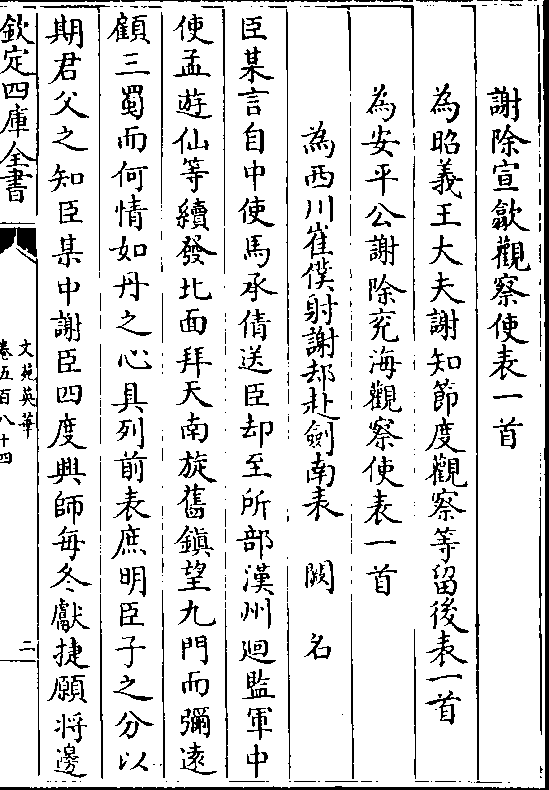 謝除宣歙觀察使表一首
為昭義王大夫謝知節度觀察等留後表一首
為安平公謝除兖海觀察使表一首
為西川崔僕射謝却赴劍南表 闕名
臣某言自中使馬承倩送臣却至所部漢州迴監軍中
使孟遊仙等續發北面拜天南旋舊鎮望九門而彌遠
顧三蜀而何情如丹之心具列前表庶明臣子之分以
期君父之知臣某中謝臣四度興師每冬獻捷願將邊
欽定四庫全書
文苑英華
卷五百八十四
二